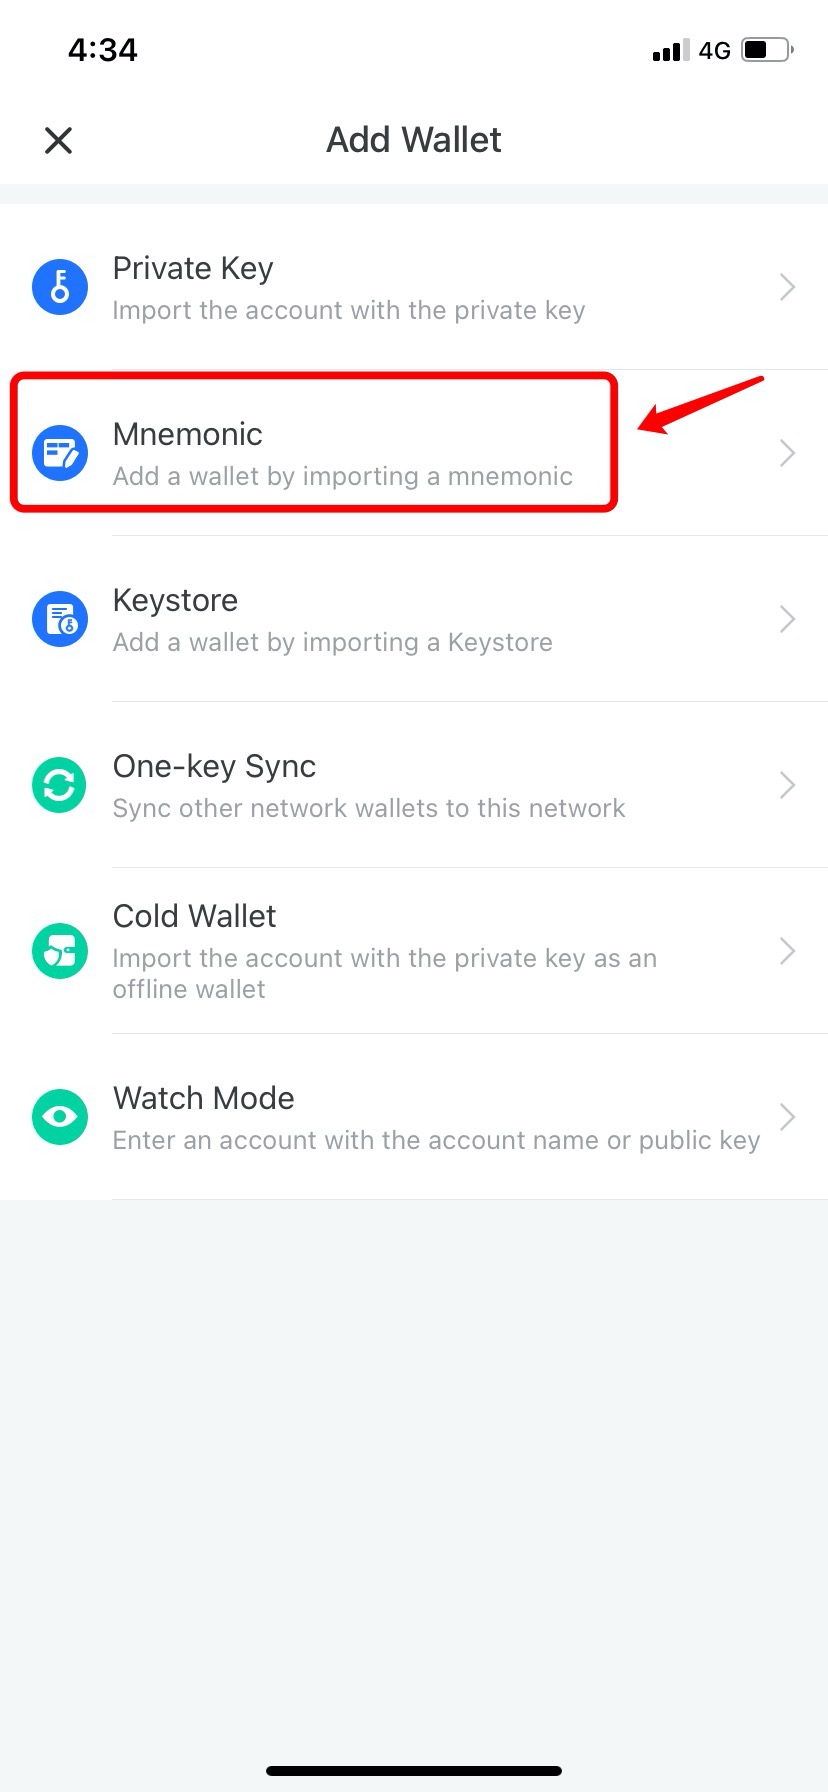 4:34
4G
Add Wallet
Private Key
Import the account with the private key
Mnemonic
Add a wallet by importing a mnemonic
Keystore
Add a wallet by importing a Keystore
One-key Sync
Sync other network wallets to this network
Cold Wallet
Import the account with the private key as an
offline wallet
Watch Mode
Enter an account with the account name or public key